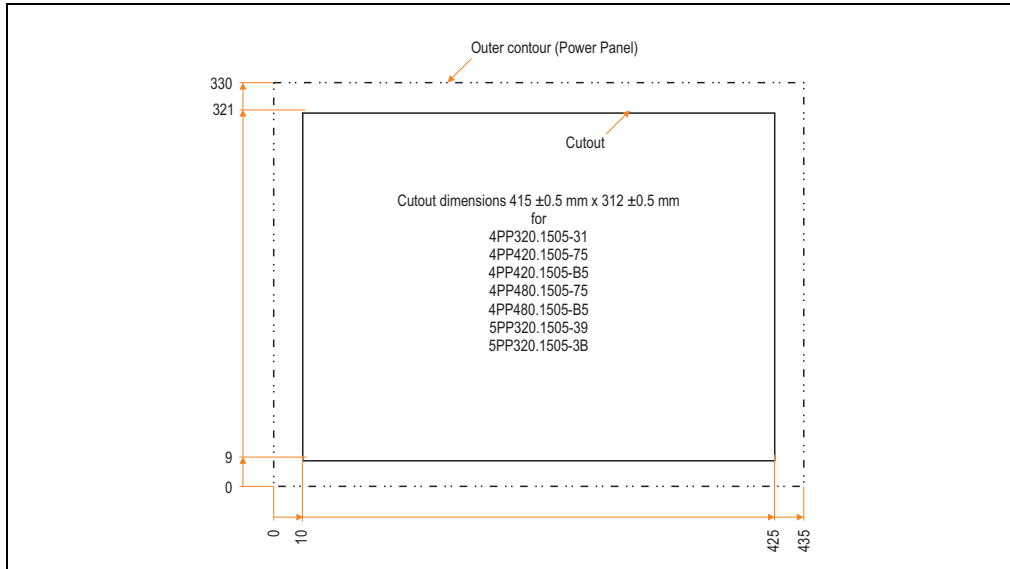 Outer contour (Power Panel)
330
321
Cutout
Cutout dimensions 415 ±0.5 mm x 312 ±0.5 mm
for
4PP320.1505-31
4PP420.1505-75
4PP420.1505-B5
4PP480.1505-75
4PP480.1505-B5
5PP320.1505-39
5PP320.1505-3B
9
0
0
10
425
435